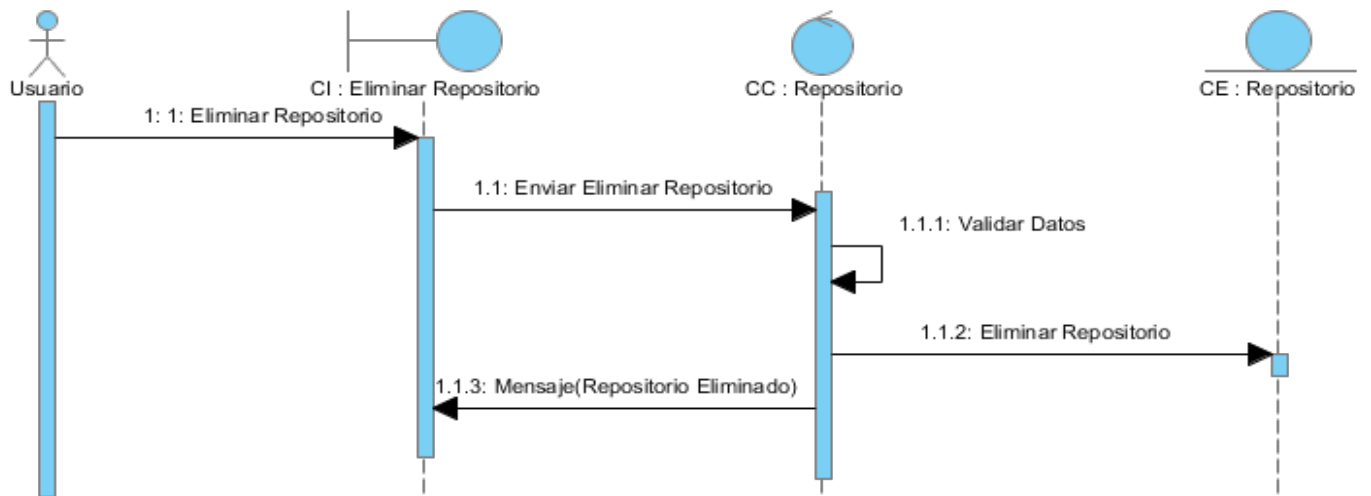 Usuario
CI : Eliminar Repositorio
CC : Repositorio
CE : Repositorio
1: 1: Eliminar Repositorio
1.1: Enviar Eliminar Repositorio
1.1.1: Validar Datos
1.1.2: Eliminar Repositorio
1.1.3: Mensaje(Repositorio Eliminado)